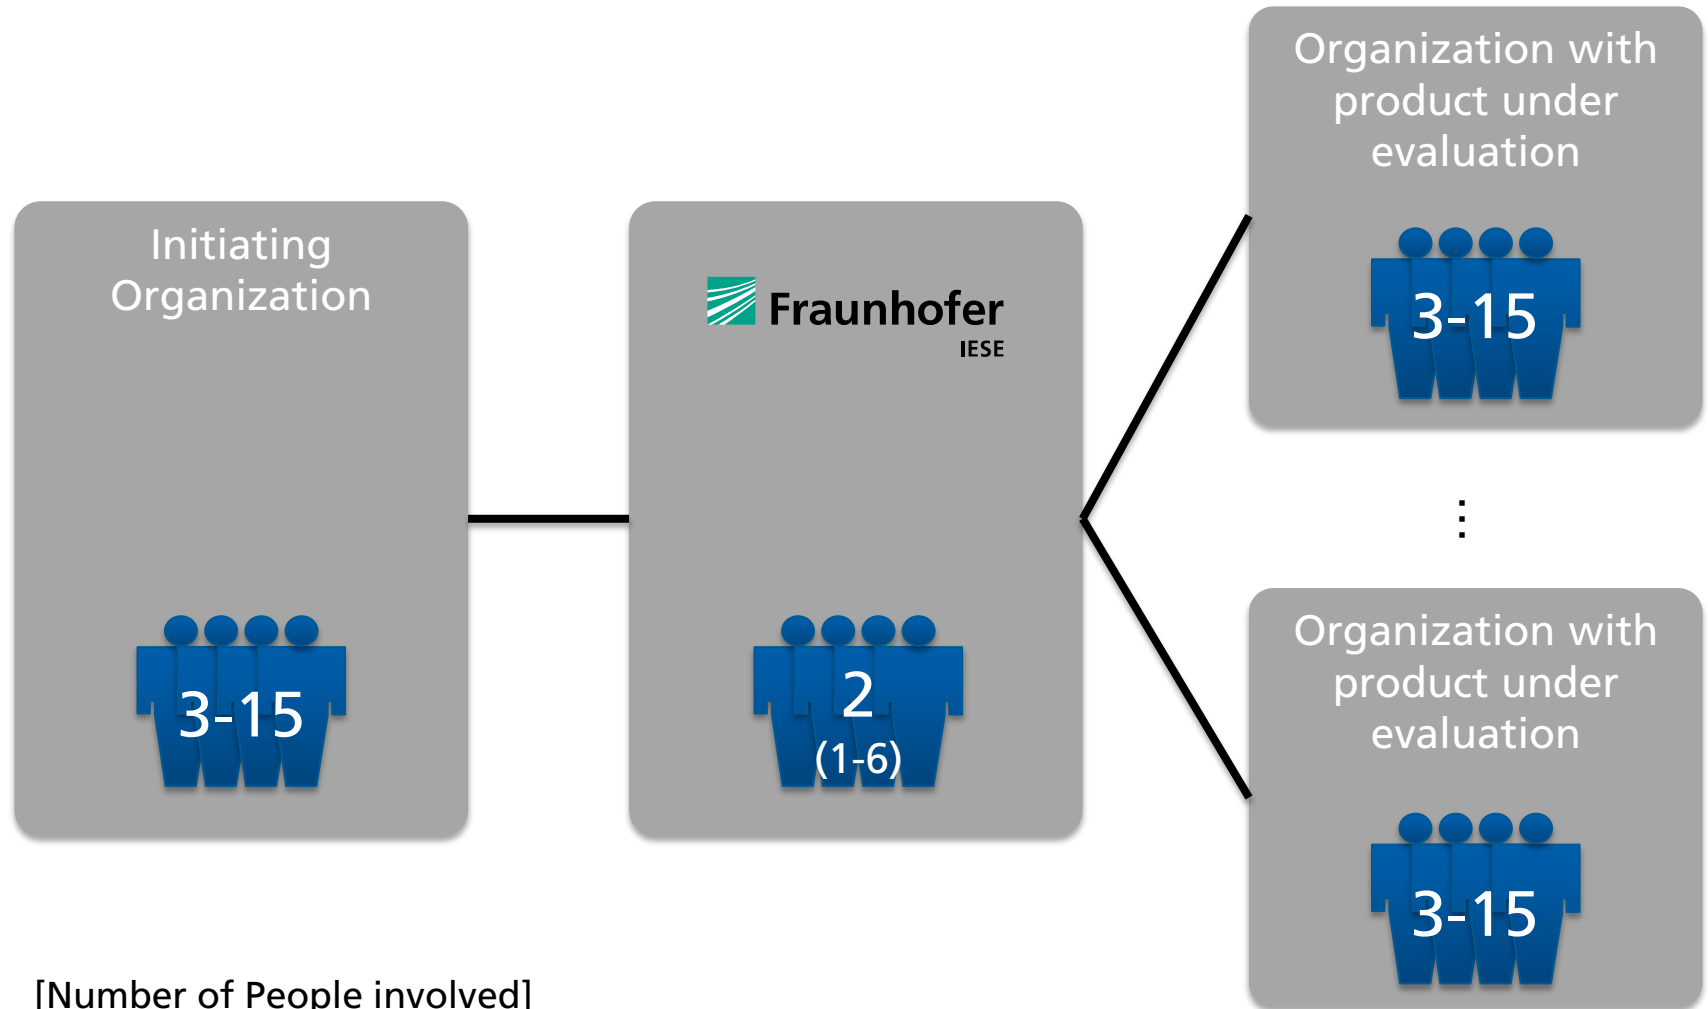 Initiating
Organization
3-15
Fraunhofer
IESE
2
(1-6)
Organization with
product under
evaluation
3-15
...
Organization with
product under
evaluation
3-15
[Number of People involved]